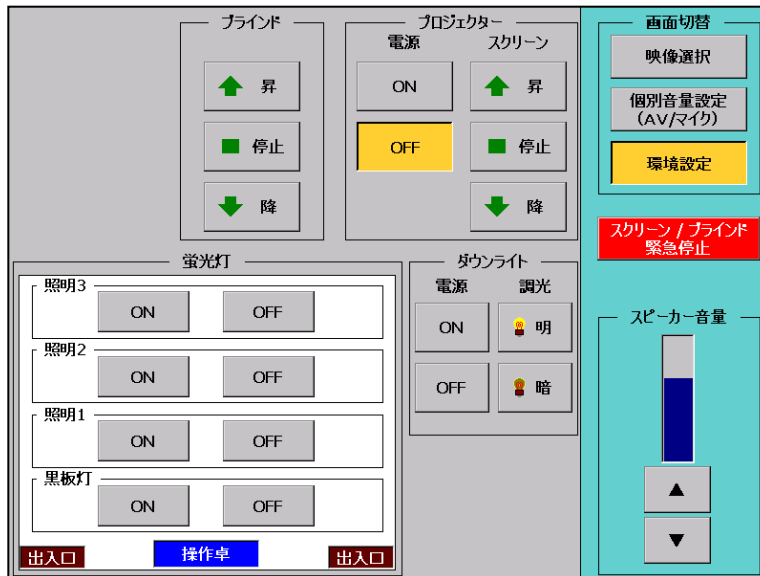 ブラインド
昇
停止
降
プロジェクター
電源
スクリーン
ON
昇
OFF
停止
降
画面切替
映像選択
個別音量設定
(AV/マイク)
環境設定
スクリーン / ブラインド
緊急停止
蛍光灯
照明3
ON
OFF
照明2
ON
OFF
照明1
ON
OFF
黒板灯
ON
OFF
出入口
操作卓
出入口
ダウンライト
電源
調光
ON
明
OFF
暗
スピーカー音量
▲
▼